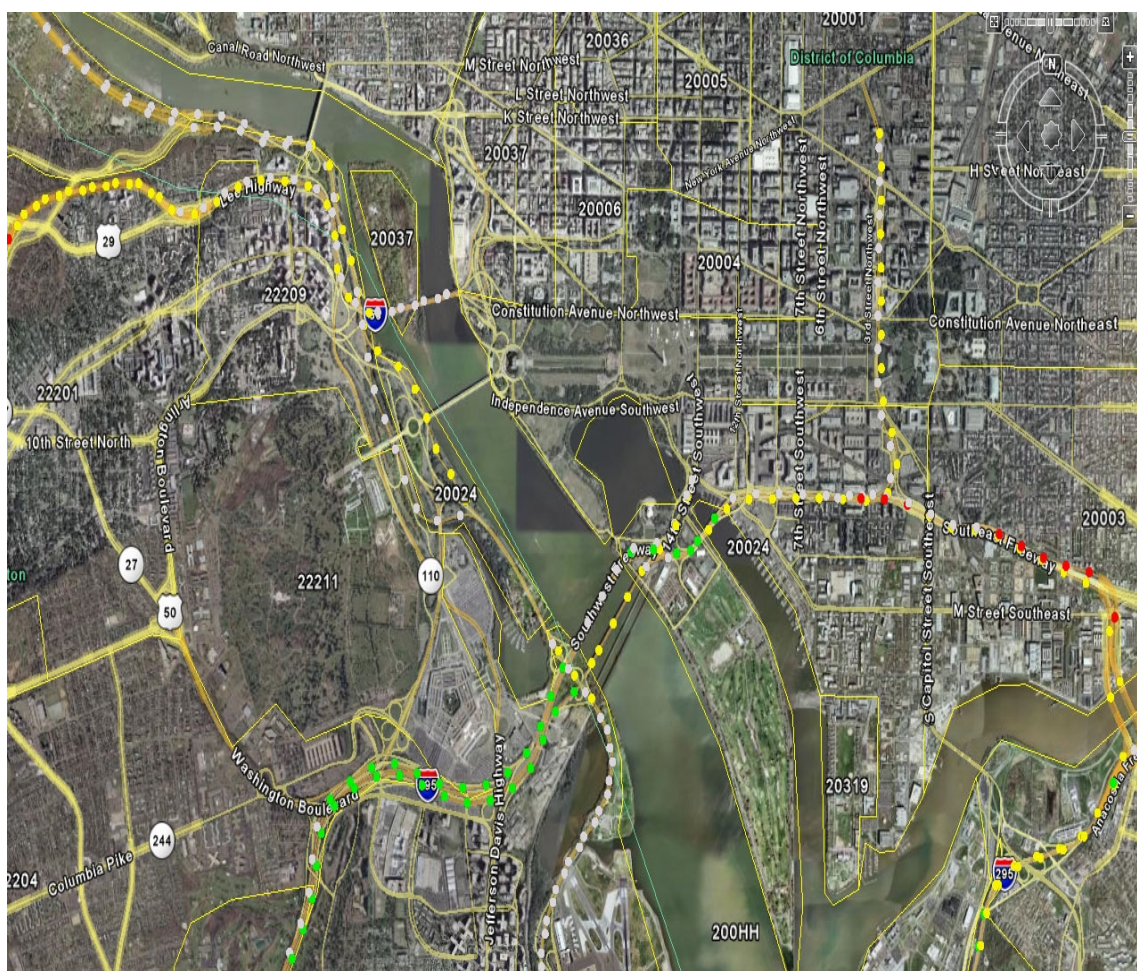 20001
Avenue Northeast
Canal Road Northwest
20036
M Street Northwest
District of Columbia
20005
L Street Northwest
K Street Northwest
N
20037
New York Avenue Northwest
H Street Northeast
Lee Highway
29
20037
20006
7th Street Northwest
6th Street Northwest
3rd Street Northwest
20004
22209
Constitution Avenue Northwest
Constitution Avenue Northeast
12th Street Northwest
22201
Arlington Boulevard
10th Street North
Independence Avenue Southwest
14th Street Southwest
7th Street Southwest
20024
20003
Southeast Freeway
20024
27
22211
110
Southwest Freeway
50
M Street Southeast
S Capitol Street Southeast
Washington Boulevard
395
Jefferson Davis Highway
20319
244
Columbia Pike
2204
295
200HH